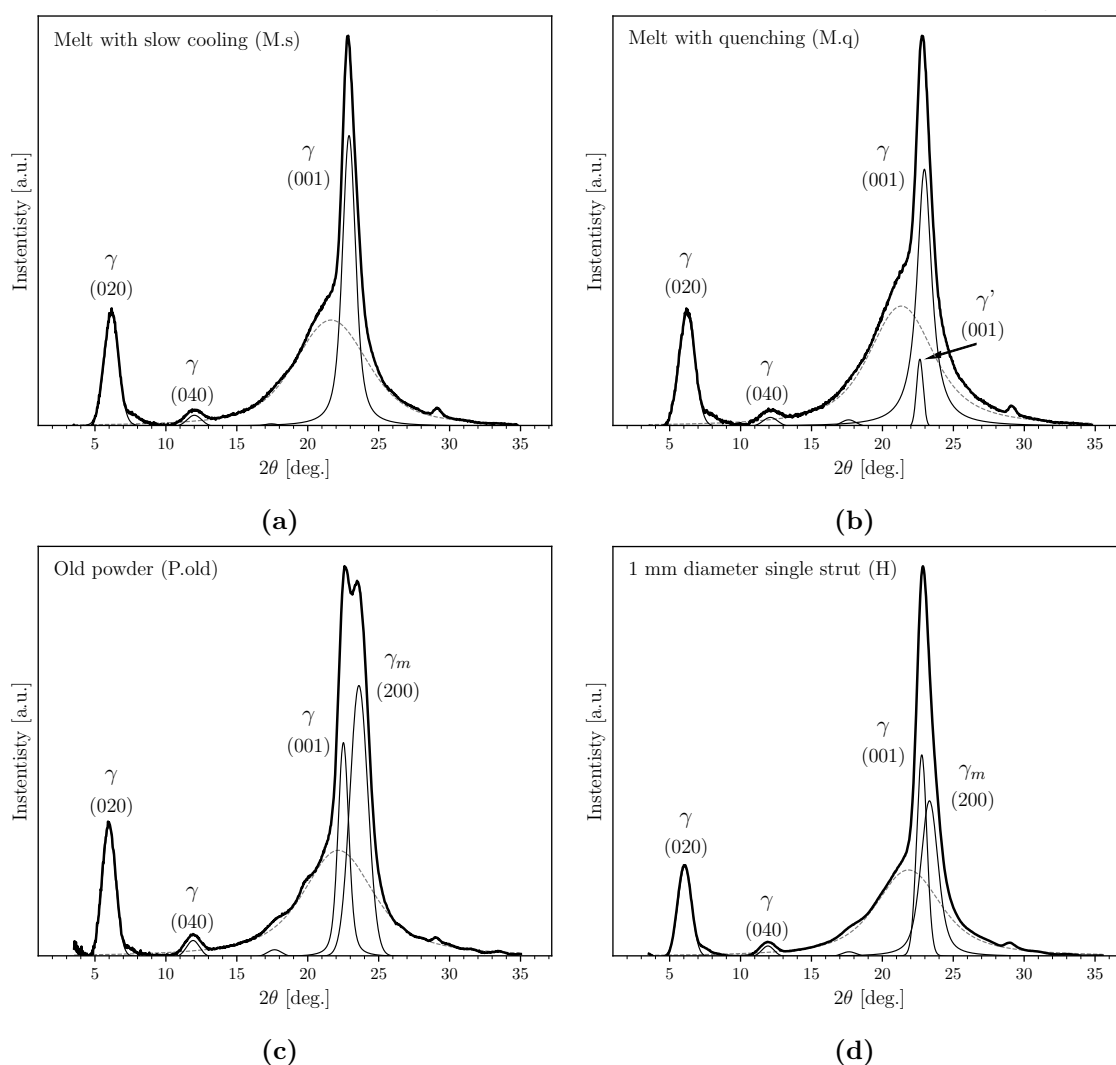 Melt with slow cooling (M.s)
γ
(001)
γ
(020)
γ
(040)
Instentisty [a.u.]
5 10 15 20 25 30 35
2θ [deg.]
(a)
Melt with quenching (M.q)
γ
(001)
γ
(020)
γ'
(001)
γ
(040)
Instentisty [a.u.]
5 10 15 20 25 30 35
2θ [deg.]
(b)
Old powder (P.old)
γm
(200)
γ
(001)
γ
(020)
γ
(040)
Instentisty [a.u.]
5 10 15 20 25 30 35
2θ [deg.]
(c)
1 mm diameter single strut (H)
γ
(001)
γm
(200)
γ
(020)
γ
(040)
Instentisty [a.u.]
5 10 15 20 25 30 35
2θ [deg.]
(d)